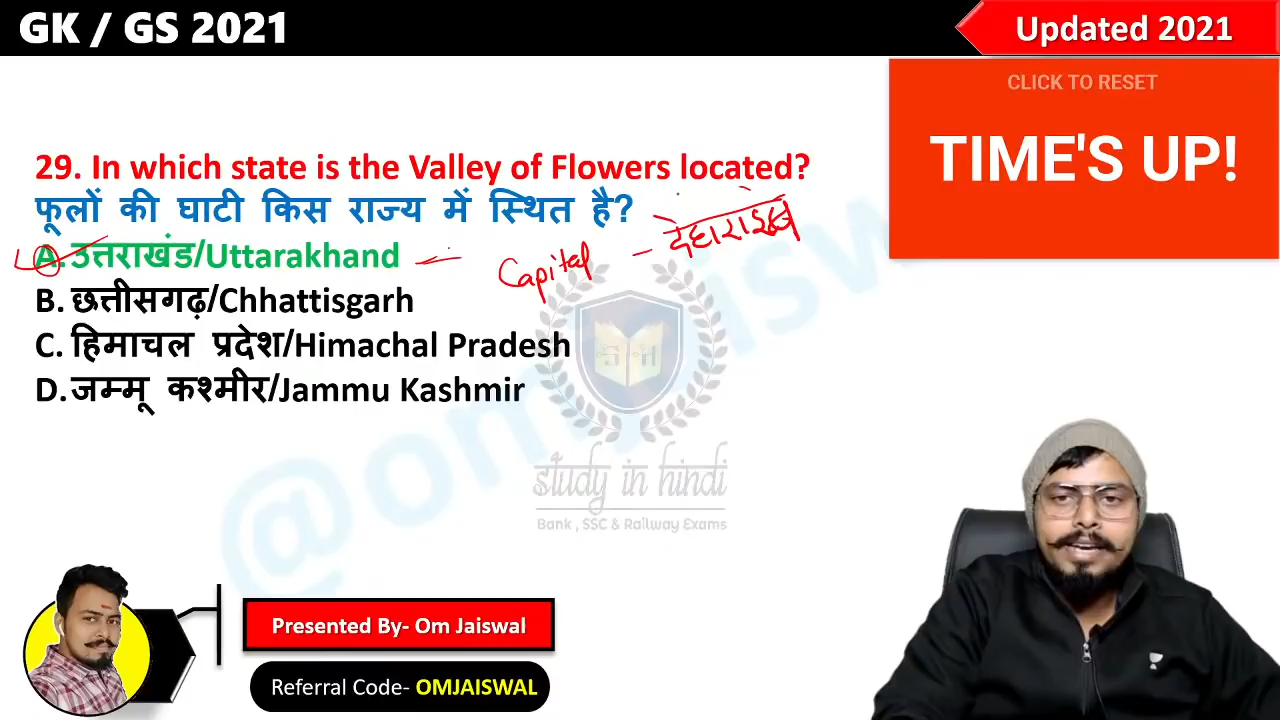 GK / GS 2021
Updated 2021
CLICK TO RESET
TIME'S UP!
29. In which state is the Valley of Flowers located?
फूलों की घाटी किस राज्य में स्थित है?
A. उत्तराखंड/Uttarakhand
Capital - देहरादून
B. छत्तीसगढ़/Chhattisgarh
C. हिमाचल प्रदेश/Himachal Pradesh
D. जम्मू कश्मीर/Jammu Kashmir
study in hindi
Bank , SSC & Railway Exams
Presented By- Om Jaiswal
Referral Code- OMJAISWAL